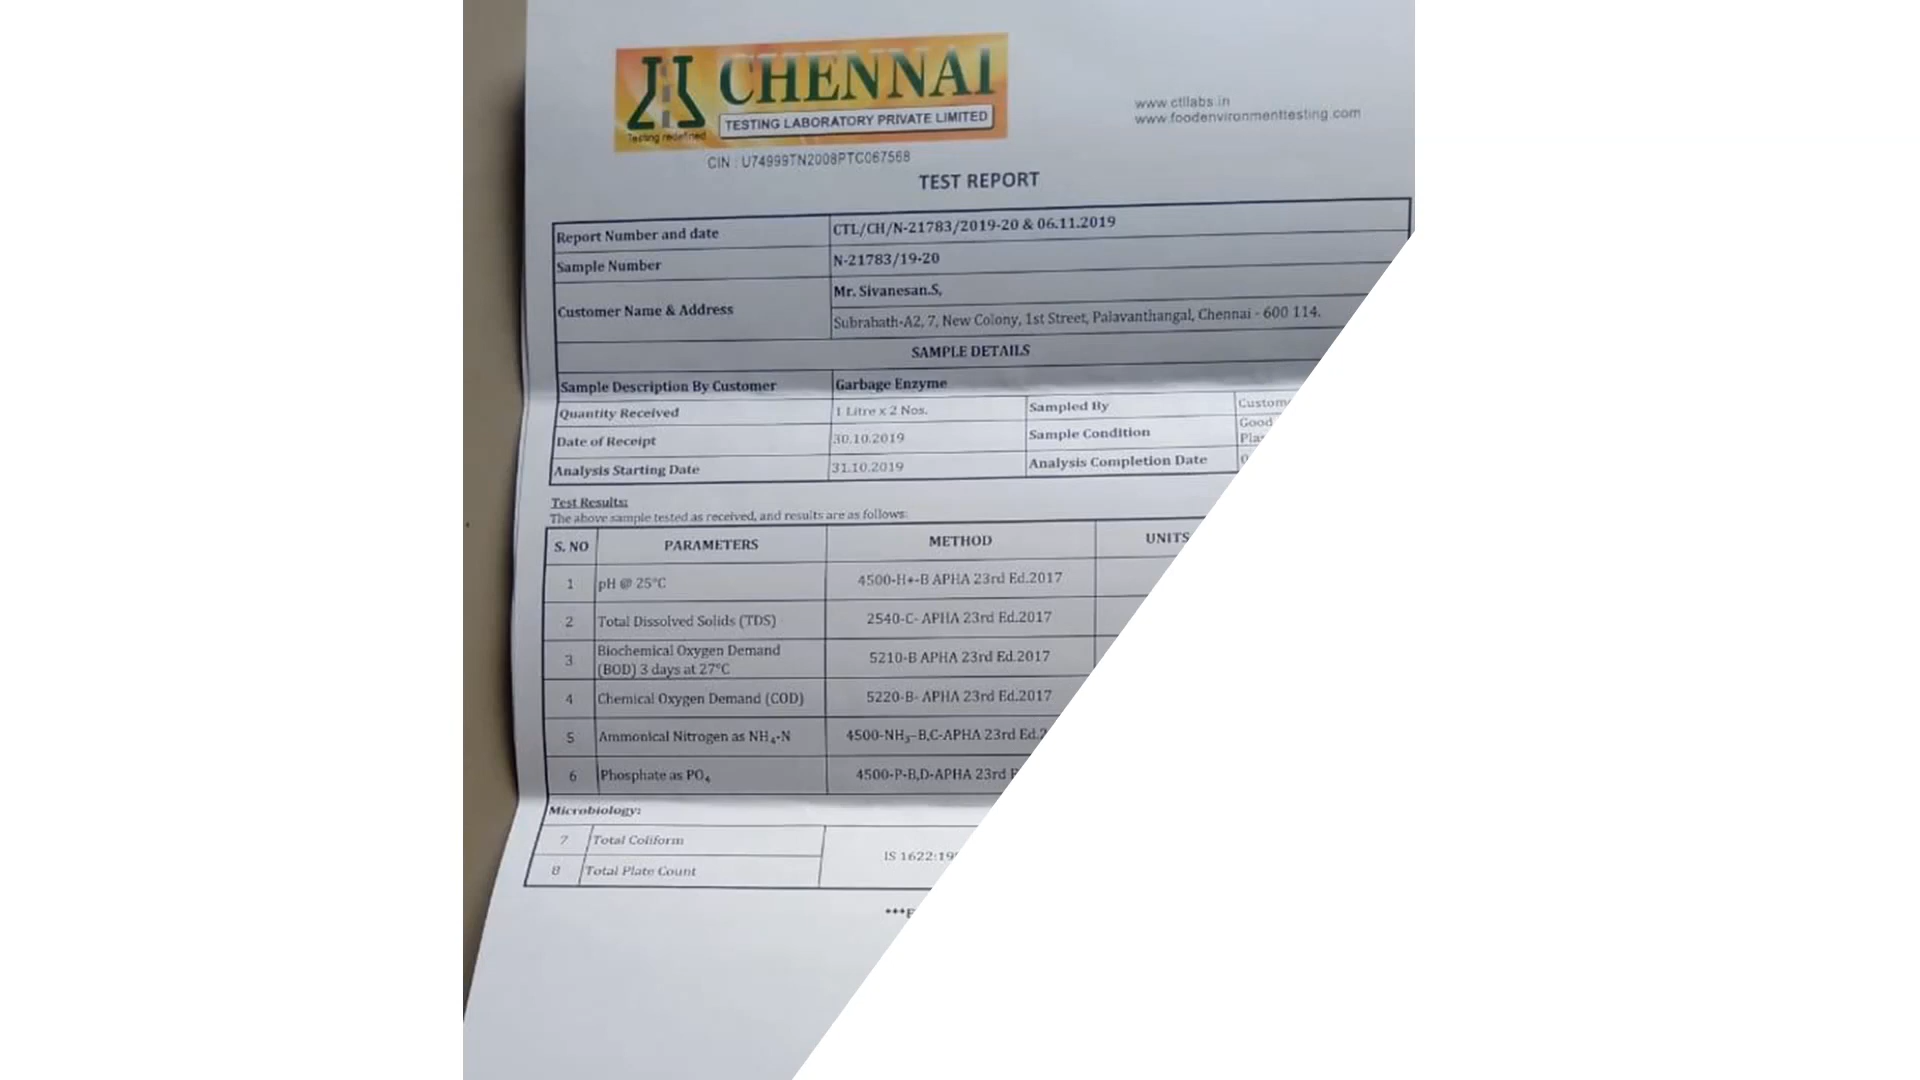 CHENNAI
TESTING LABORATORY PRIVATE LIMITED
Testing redefined
www.ctllabs.in
www.foodenvironmenttesting.com
CIN : U74999TN2008PTC067568
TEST REPORT
Report Number and date CTL/CH/N-21783/2019-20 & 06.11.2019
Sample Number N-21783/19-20
Customer Name & Address Mr. Sivanesan.S,
Subrahath-A2, 7, New Colony, 1st Street, Palavanthangal, Chennai - 600 114.
SAMPLE DETAILS
Sample Description By Customer Garbage Enzyme
Quantity Received 1 Litre x 2 Nos. Sampled By
Date of Receipt 30.10.2019 Sample Condition Good
Analysis Starting Date 31.10.2019 Analysis Completion Date
Test Results:
The above sample tested as received, and results are as follows:
S. NO PARAMETERS METHOD UNITS
1 pH @ 25°C 4500-H+-B APHA 23rd Ed.2017
2 Total Dissolved Solids (TDS) 2540-C- APHA 23rd Ed.2017
3 Biochemical Oxygen Demand (BOD) 3 days at 27°C 5210-B APHA 23rd Ed.2017
4 Chemical Oxygen Demand (COD) 5220-B- APHA 23rd Ed.2017
5 Ammonical Nitrogen as NH₄-N 4500-NH₃-B,C-APHA 23rd
6 Phosphate as PO₄ 4500-P-B,D-APHA 23rd
Microbiology:
7 Total Coliform IS
8 Total Plate Count